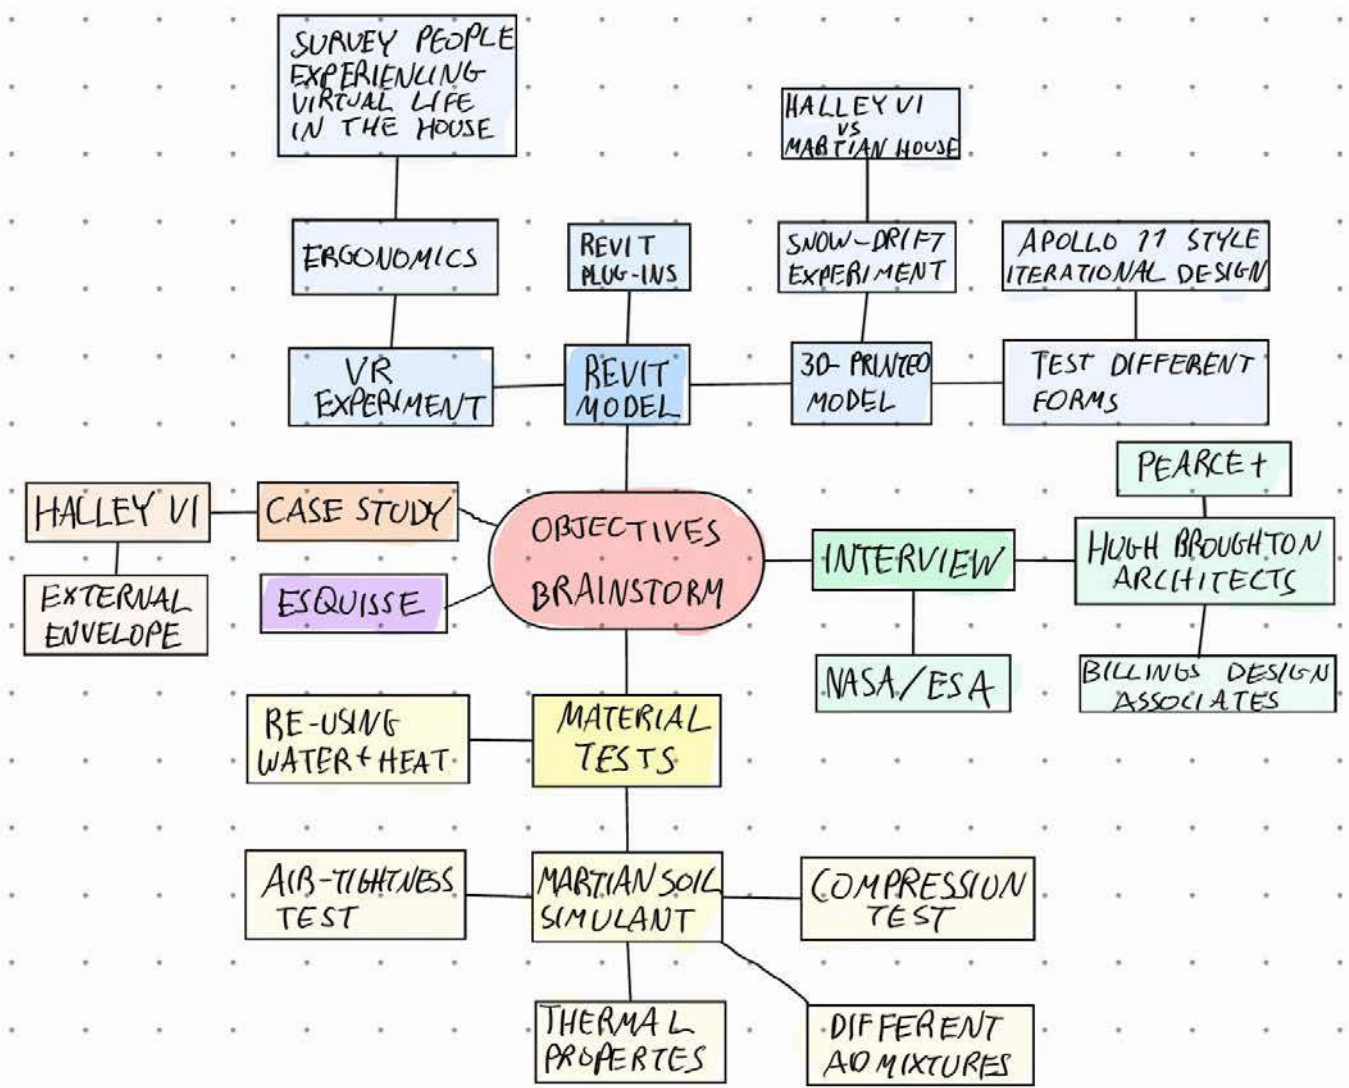 SURVEY PEOPLE
EXPERIENCING
VIRTUAL LIFE
IN THE HOUSE
HALLEY VI
VS
MARTIAN HOUSE
ERGONOMICS
REVIT
PLUG-INS
SNOW-DRIFT
EXPERIMENT
APOLLO 11 STYLE
ITERATIONAL DESIGN
VR
EXPERIMENT
REVIT
MODEL
3D-PRINTED
MODEL
TEST DIFFERENT
FORMS
PEARCE+
HALLEY VI
CASE STUDY
OBJECTIVES
BRAINSTORM
INTERVIEW
HUGH BROUGHTON
ARCHITECTS
EXTERNAL
ENVELOPE
ESQUISSE
NASA/ESA
BILLINGS DESIGN
ASSOCIATES
RE-USING
WATER+HEAT
MATERIAL
TESTS
AIR-TIGHTNESS
TEST
MARTIAN SOIL
SIMULANT
COMPRESSION
TEST
THERMAL
PROPERTES
DIFFERENT
ADMIXTURES